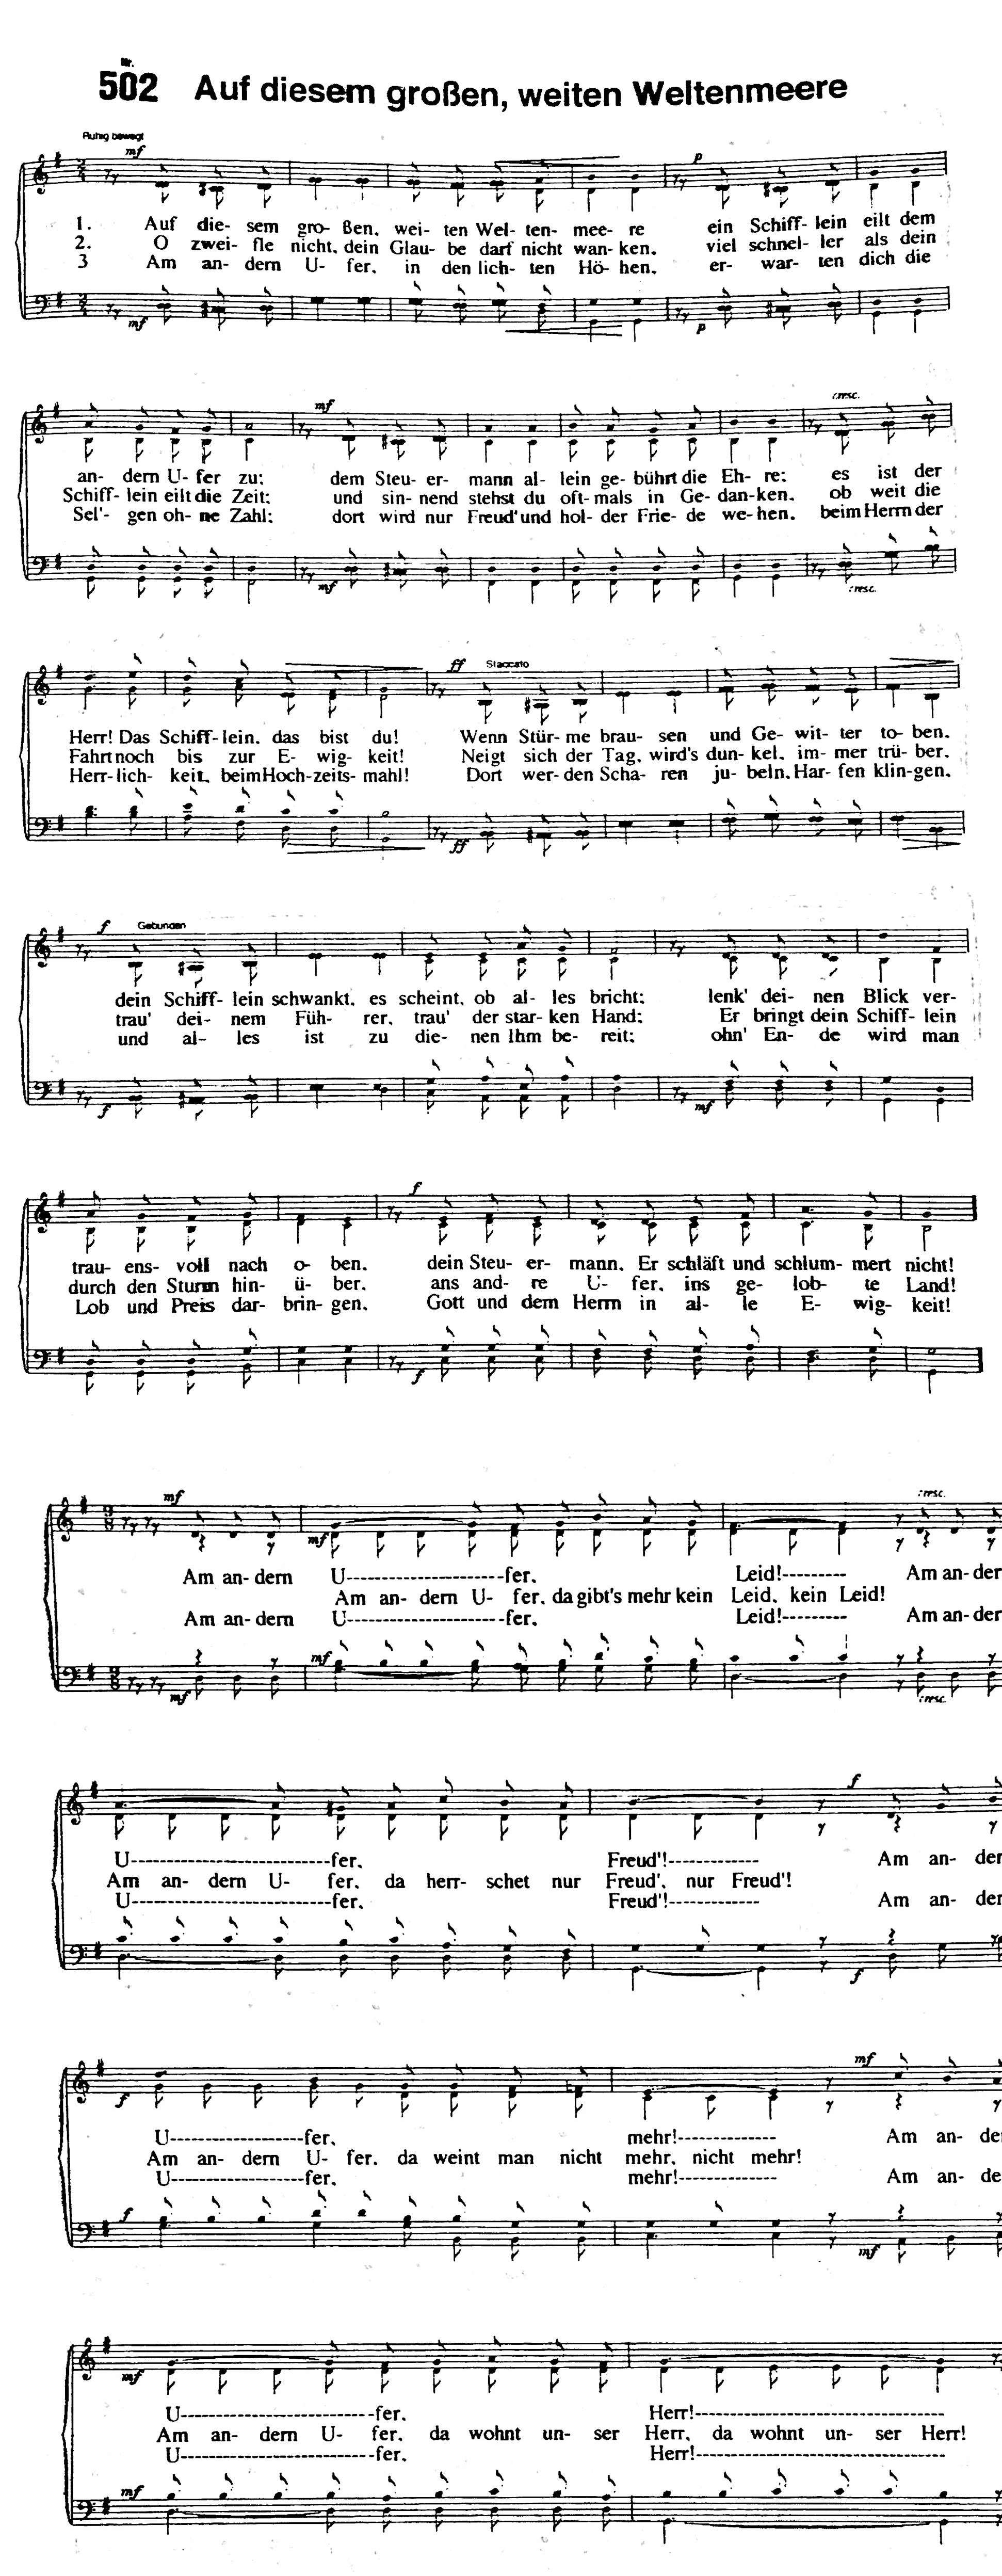 Nr.
502 Auf diesem großen, weiten Weltenmeere
Ruhig bewegt
mf p
1. Auf die- sem gro- ßen, wei- ten Wel- ten- mee- re ein Schiff- lein eilt dem
2. O zwei- fle nicht, dein Glau- be darf nicht wan- ken, viel schnel- ler als dein
3 Am an- dern U- fer, in den lich- ten Hö- hen, er- war- ten dich die
mf p
mf cresc.
an- dern U- fer zu; dem Steu- er- mann al- lein ge- bührt die Eh- re; es ist der
Schiff- lein eilt die Zeit; und sin- nend stehst du oft- mals in Ge- dan- ken, ob weit die
Sel'- gen oh- ne Zahl; dort wird nur Freud' und hol- der Frie- de we- hen, beim Herrn der
mf cresc.
ff Staccato
Herr! Das Schiff- lein, das bist du! Wenn Stür- me brau- sen und Ge- wit- ter to- ben,
Fahrt noch bis zur E- wig- keit! Neigt sich der Tag, wird's dun- kel, im- mer trü- ber,
Herr- lich- keit, beim Hoch- zeits- mahl! Dort wer- den Scha- ren ju- beln, Har- fen klin- gen,
ff
f Gebunden
dein Schiff- lein schwankt, es scheint, ob al- les bricht; lenk' dei- nen Blick ver-
trau' dei- nem Füh- rer, trau' der star- ken Hand; Er bringt dein Schiff- lein
und al- les ist zu die- nen Ihm be- reit; ohn' En- de wird man
f mf
f
trau- ens- voll nach o- ben, dein Steu- er- mann, Er schläft und schlum- mert nicht!
durch den Sturm hin- ü- ber, ans and- re U- fer, ins ge- lob- te Land!
Lob und Preis dar- brin- gen, Gott und dem Herrn in al- le E- wig- keit!
f
mf mf cresc.
Am an- dern U- fer, Leid! Am an- der
Am an- dern U- fer, da gibt's mehr kein Leid, kein Leid!
Am an- dern U- fer, Leid! Am an- der
mf mf cresc.
f
U- fer, Freud'! Am an- der
Am an- dern U- fer, da herr- schet nur Freud', nur Freud'!
U- fer, Freud'! Am an- der
f
f mf
U- fer, mehr! Am an- de
Am an- dern U- fer, da weint man nicht mehr, nicht mehr!
U- fer, mehr! Am an- de
f mf
mf
U- fer, Herr!
Am an- dern U- fer, da wohnt un- ser Herr, da wohnt un- ser Herr!
U- fer, Herr!
mf